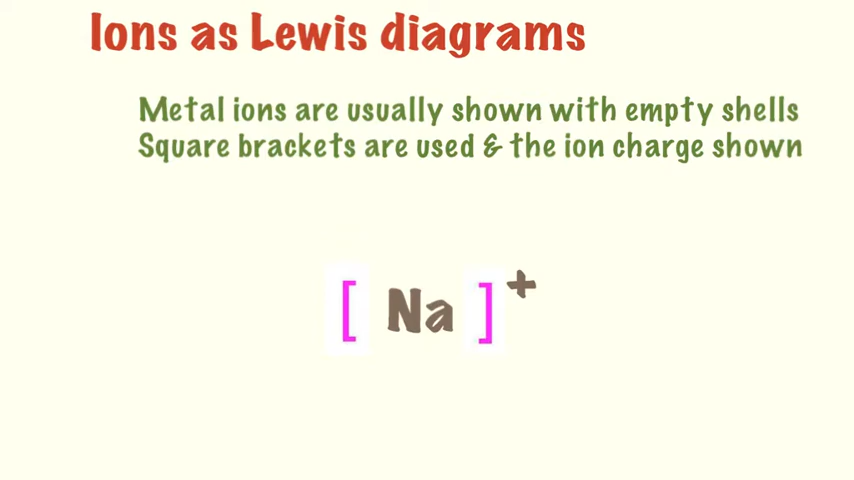 Ions as Lewis diagrams
Metal ions are usually shown with empty shells
Square brackets are used & the ion charge shown
[ Na ]+